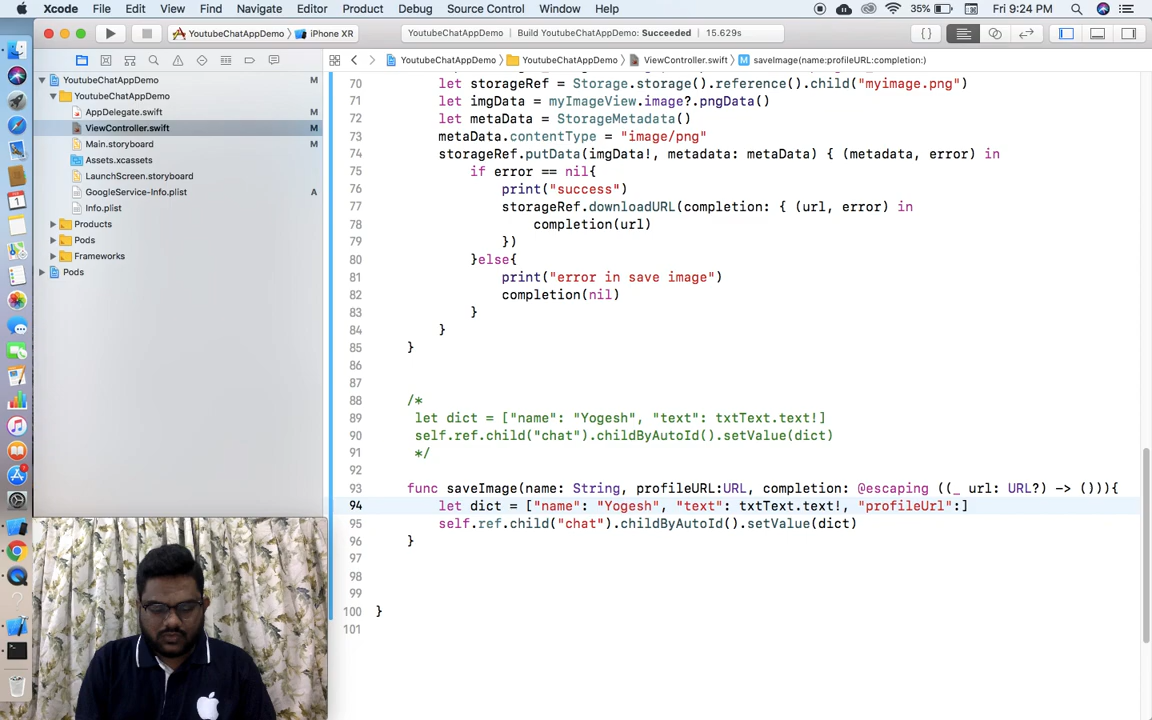 Xcode File Edit View Find Navigate Editor Product Debug Source Control Window Help 35% Fri 9:24 PM
YoutubeChatAppDemo iPhone XR YoutubeChatAppDemo Build YoutubeChatAppDemo: Succeeded 15.629s
YoutubeChatAppDemo YoutubeChatAppDemo ViewController.swift M saveImage(name:profileURL:completion:)
YoutubeChatAppDemo M
YoutubeChatAppDemo
AppDelegate.swift M
ViewController.swift M
Main.storyboard M
Assets.xcassets
LaunchScreen.storyboard
GoogleService-Info.plist A
Info.plist
Products
Pods
Frameworks
Pods
70 let storageRef = Storage.storage().reference().child("myimage.png")
71 let imgData = myImageView.image?.pngData()
72 let metaData = StorageMetadata()
73 metaData.contentType = "image/png"
74 storageRef.putData(imgData!, metadata: metaData) { (metadata, error) in
75 if error == nil{
76 print("success")
77 storageRef.downloadURL(completion: { (url, error) in
78 completion(url)
79 })
80 }else{
81 print("error in save image")
82 completion(nil)
83 }
84 }
85 }
86
87
88 /*
89 let dict = ["name": "Yogesh", "text": txtText.text!]
90 self.ref.child("chat").childByAutoId().setValue(dict)
91 */
92
93 func saveImage(name: String, profileURL:URL, completion: @escaping ((_ url: URL?) -> ())){
94 let dict = ["name": "Yogesh", "text": txtText.text!, "profileUrl":]
95 self.ref.child("chat").childByAutoId().setValue(dict)
96 }
97
98
99
100 }
101